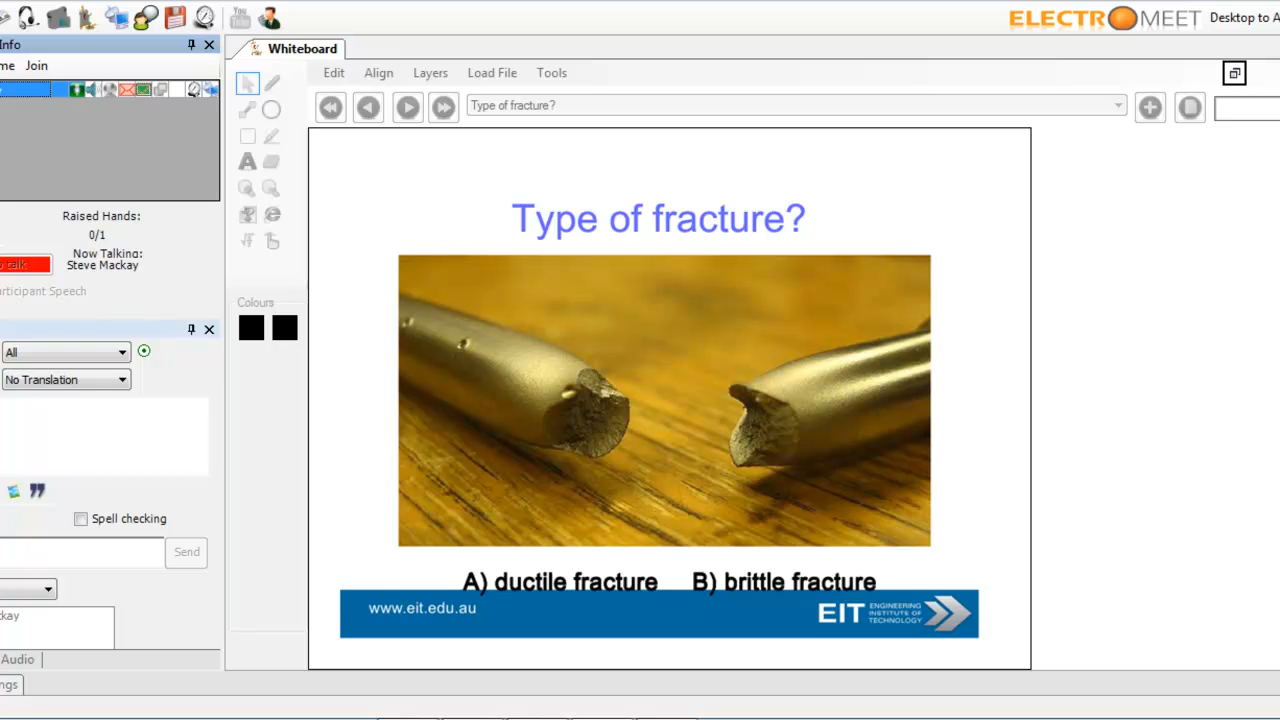 You
ELECTROMEET
Desktop to A
Info
Whiteboard
me Join
Edit Align Layers Load File Tools
Type of fracture?
Raised Hands:
0/1
Now Talking:
Steve Mackay
talk
articipant Speech
Type of fracture?
Colours
All
No Translation
Spell checking
Send
A) ductile fracture B) brittle fracture
www.eit.edu.au
EIT ENGINEERING
INSTITUTE OF
TECHNOLOGY
ckay
Audio
ngs